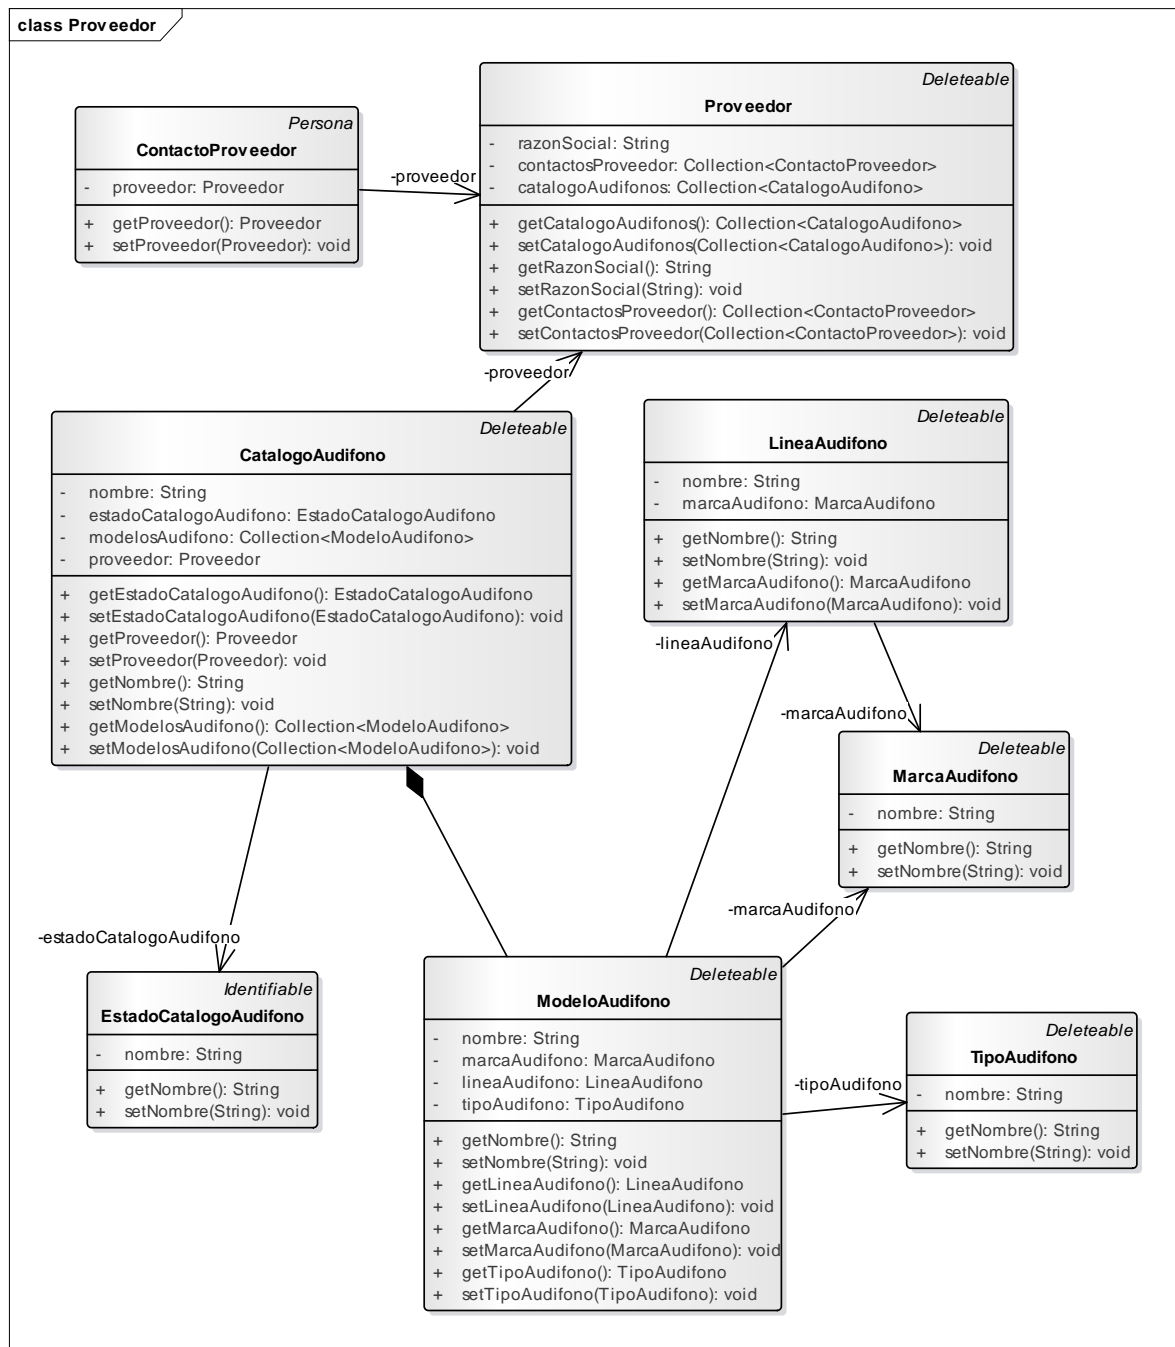 class Proveedor
Persona
ContactoProveedor
- proveedor: Proveedor
+ getProveedor(): Proveedor
+ setProveedor(Proveedor): void
-proveedor
Deleteable
Proveedor
- razonSocial: String
- contactosProveedor: Collection<ContactoProveedor>
- catalogoAudifonos: Collection<CatalogoAudifono>
+ getCatalogoAudifonos(): Collection<CatalogoAudifono>
+ setCatalogoAudifonos(Collection<CatalogoAudifono>): void
+ getRazonSocial(): String
+ setRazonSocial(String): void
+ getContactosProveedor(): Collection<ContactoProveedor>
+ setContactosProveedor(Collection<ContactoProveedor>): void
-proveedor
Deleteable
CatalogoAudifono
- nombre: String
- estadoCatalogoAudifono: EstadoCatalogoAudifono
- modelosAudifono: Collection<ModeloAudifono>
- proveedor: Proveedor
+ getEstadoCatalogoAudifono(): EstadoCatalogoAudifono
+ setEstadoCatalogoAudifono(EstadoCatalogoAudifono): void
+ getProveedor(): Proveedor
+ setProveedor(Proveedor): void
+ getNombre(): String
+ setNombre(String): void
+ getModelosAudifono(): Collection<ModeloAudifono>
+ setModelosAudifono(Collection<ModeloAudifono>): void
Deleteable
LineaAudifono
- nombre: String
- marcaAudifono: MarcaAudifono
+ getNombre(): String
+ setNombre(String): void
+ getMarcaAudifono(): MarcaAudifono
+ setMarcaAudifono(MarcaAudifono): void
-lineaAudifono
-marcaAudifono
Deleteable
MarcaAudifono
- nombre: String
+ getNombre(): String
+ setNombre(String): void
-marcaAudifono
-estadoCatalogoAudifono
Identifiable
EstadoCatalogoAudifono
- nombre: String
+ getNombre(): String
+ setNombre(String): void
Deleteable
ModeloAudifono
- nombre: String
- marcaAudifono: MarcaAudifono
- lineaAudifono: LineaAudifono
- tipoAudifono: TipoAudifono
+ getNombre(): String
+ setNombre(String): void
+ getLineaAudifono(): LineaAudifono
+ setLineaAudifono(LineaAudifono): void
+ getMarcaAudifono(): MarcaAudifono
+ setMarcaAudifono(MarcaAudifono): void
+ getTipoAudifono(): TipoAudifono
+ setTipoAudifono(TipoAudifono): void
-tipoAudifono
Deleteable
TipoAudifono
- nombre: String
+ getNombre(): String
+ setNombre(String): void